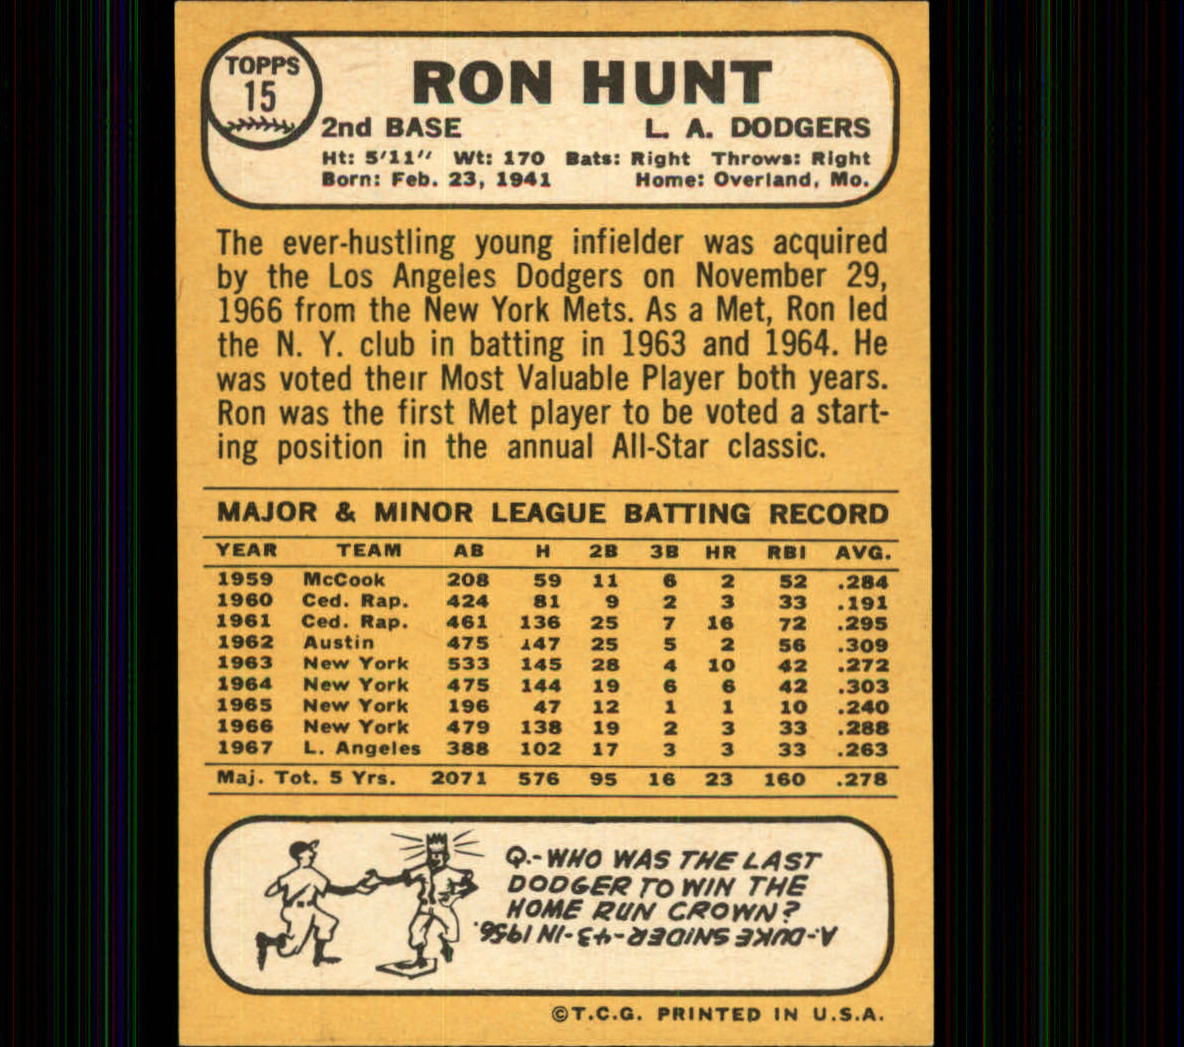 TOPPS
15
RON HUNT
2nd BASE L. A. DODGERS
Ht: 5'11" Wt: 170 Bats: Right Throws: Right
Born: Feb. 23, 1941 Home: Overland, Mo.
The ever-hustling young infielder was acquired
by the Los Angeles Dodgers on November 29,
1966 from the New York Mets. As a Met, Ron led
the N. Y. club in batting in 1963 and 1964. He
was voted their Most Valuable Player both years.
Ron was the first Met player to be voted a start-
ing position in the annual All-Star classic.
MAJOR & MINOR LEAGUE BATTING RECORD
YEAR TEAM AB H 2B 3B HR RBI AVG.
1959 McCook 208 59 11 6 2 52 .284
1960 Ced. Rap. 424 81 9 2 3 33 .191
1961 Ced. Rap. 461 136 25 7 16 72 .295
1962 Austin 475 147 25 5 2 56 .309
1963 New York 533 145 28 4 10 42 .272
1964 New York 475 144 19 6 6 42 .303
1965 New York 196 47 12 1 1 10 .240
1966 New York 479 138 19 2 3 33 .288
1967 L. Angeles 388 102 17 3 3 33 .263
Maj. Tot. 5 Yrs. 2071 576 95 16 23 160 .278
Q.-WHO WAS THE LAST
DODGER TO WIN THE
HOME RUN CROWN?
A.-DUKE SNIDER-43-IN 1956.
©T.C.G. PRINTED IN U.S.A.